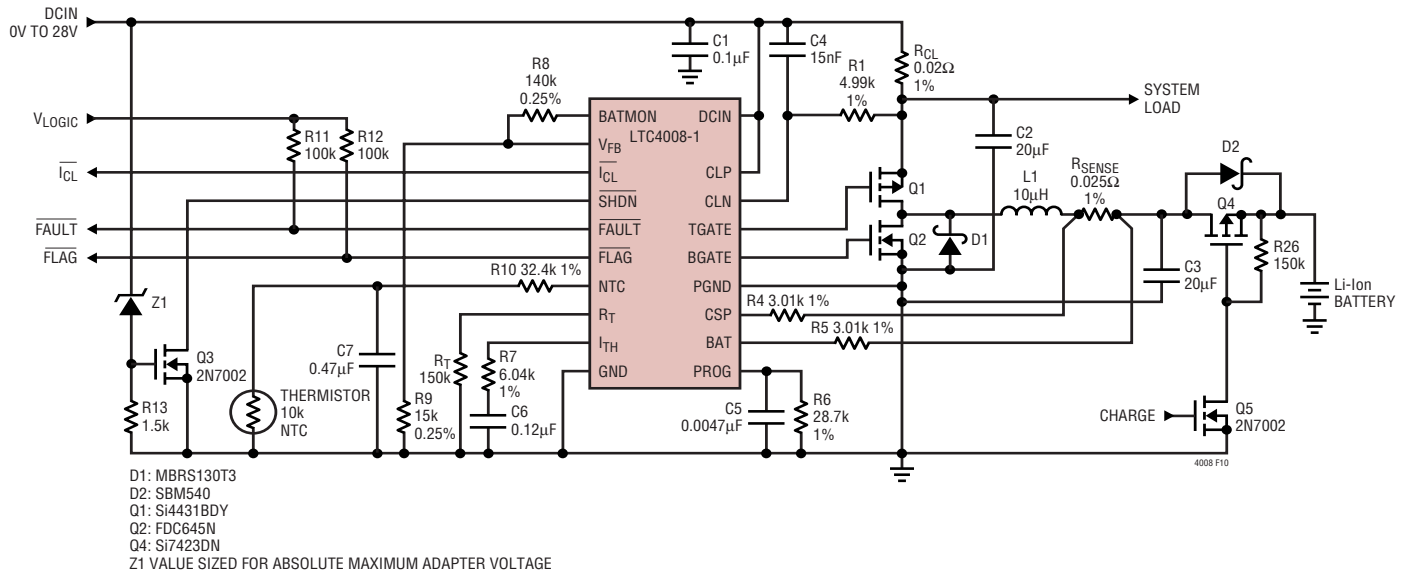 DCIN
0V TO 28V
C1
0.1μF
C4
15nF
R1
4.99k
1%
RCL
0.02Ω
1%
SYSTEM
LOAD
R8
140k
0.25%
VLOGIC
R11
100k
R12
100k
ICL
FAULT
FLAG
BATMON
DCIN
LTC4008-1
VFB
ICL
CLP
SHDN
CLN
FAULT
TGATE
FLAG
BGATE
NTC
PGND
RT
CSP
ITH
BAT
GND
PROG
C2
20μF
L1
10μH
RSENSE
0.025Ω
1%
D2
Q4
Q1
Q2
D1
R26
150k
C3
20μF
Li-Ion
BATTERY
R10 32.4k 1%
R4 3.01k 1%
R5 3.01k 1%
Z1
Q3
2N7002
R13
1.5k
C7
0.47μF
THERMISTOR
10k
NTC
RT
150k
R7
6.04k
1%
R9
15k
0.25%
C6
0.12μF
C5
0.0047μF
R6
28.7k
1%
CHARGE
Q5
2N7002
4008 F10
D1: MBRS130T3
D2: SBM540
Q1: Si4431BDY
Q2: FDC645N
Q4: Si7423DN
Z1 VALUE SIZED FOR ABSOLUTE MAXIMUM ADAPTER VOLTAGE